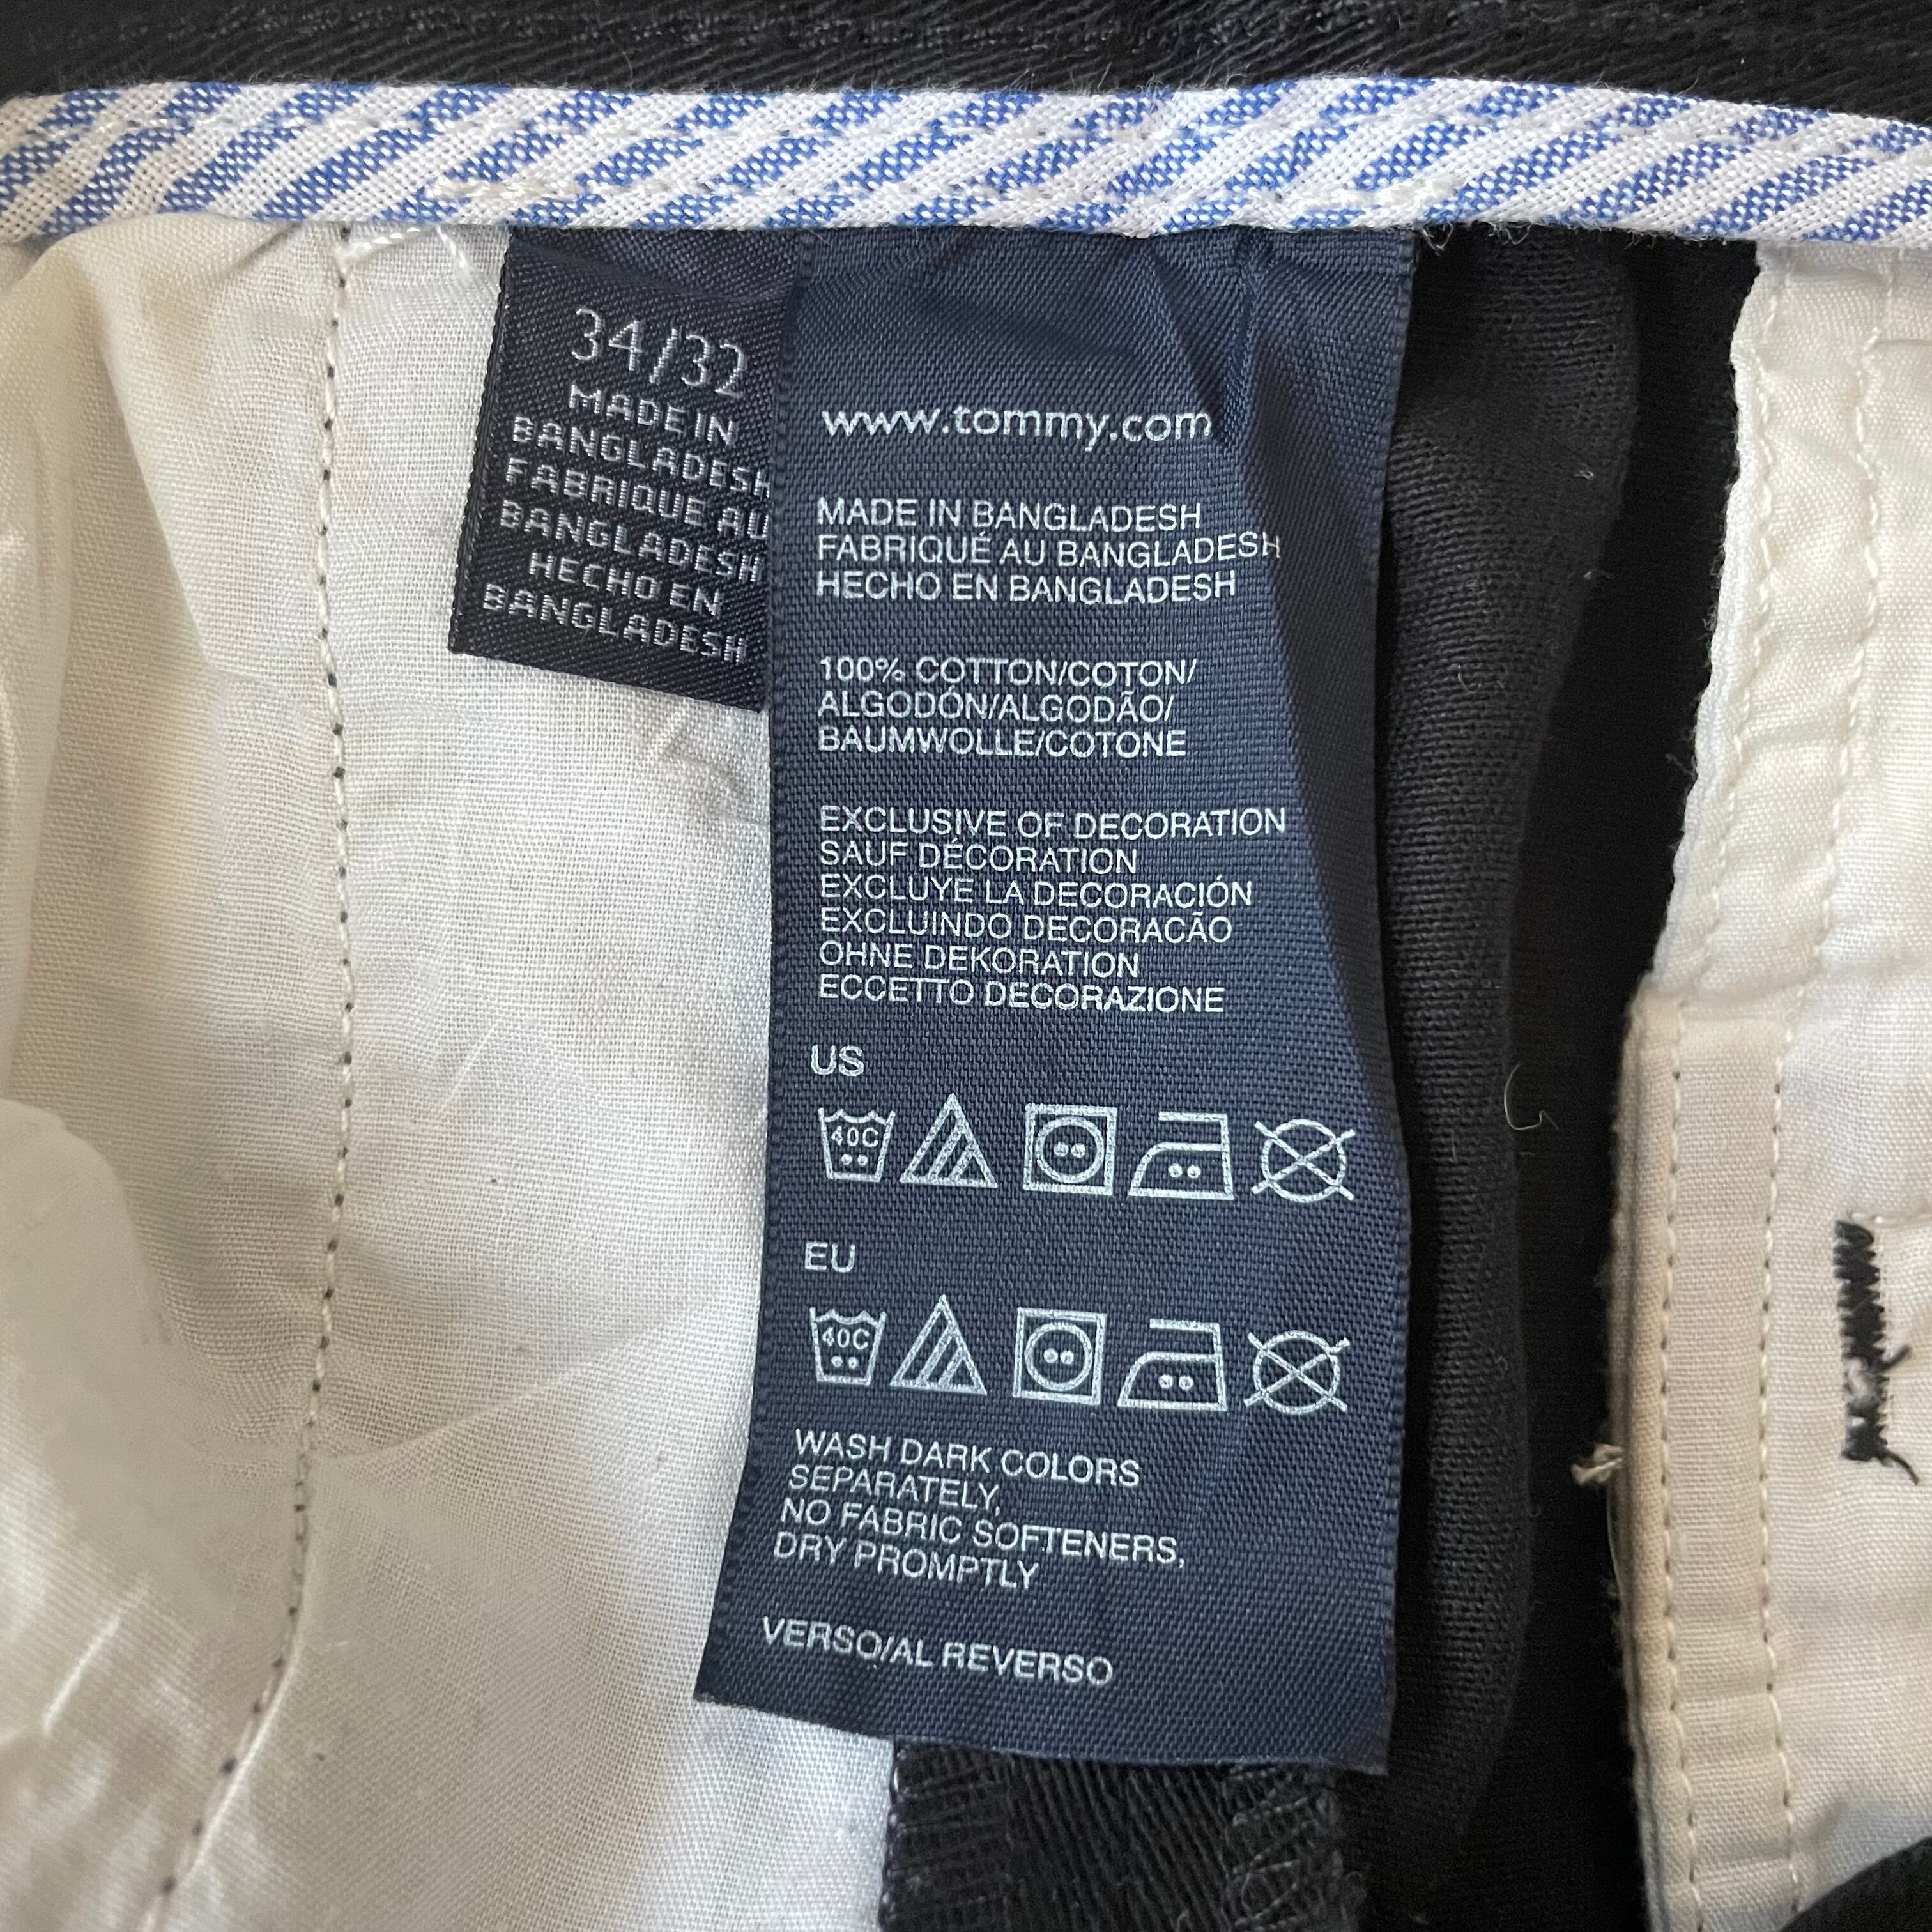 34/32
MADE IN
BANGLADESH
FABRIQUE AU
BANGLADESH
HECHO EN
BANGLADESH
www.tommy.com
MADE IN BANGLADESH
FABRIQUÉ AU BANGLADESH
HECHO EN BANGLADESH
100% COTTON/COTON/
ALGODÓN/ALGODÃO/
BAUMWOLLE/COTONE
EXCLUSIVE OF DECORATION
SAUF DÉCORATION
EXCLUYE LA DECORACIÓN
EXCLUINDO DECORACÃO
OHNE DEKORATION
ECCETTO DECORAZIONE
US
40C
EU
40C
WASH DARK COLORS
SEPARATELY,
NO FABRIC SOFTENERS,
DRY PROMPTLY
VERSO/AL REVERSO